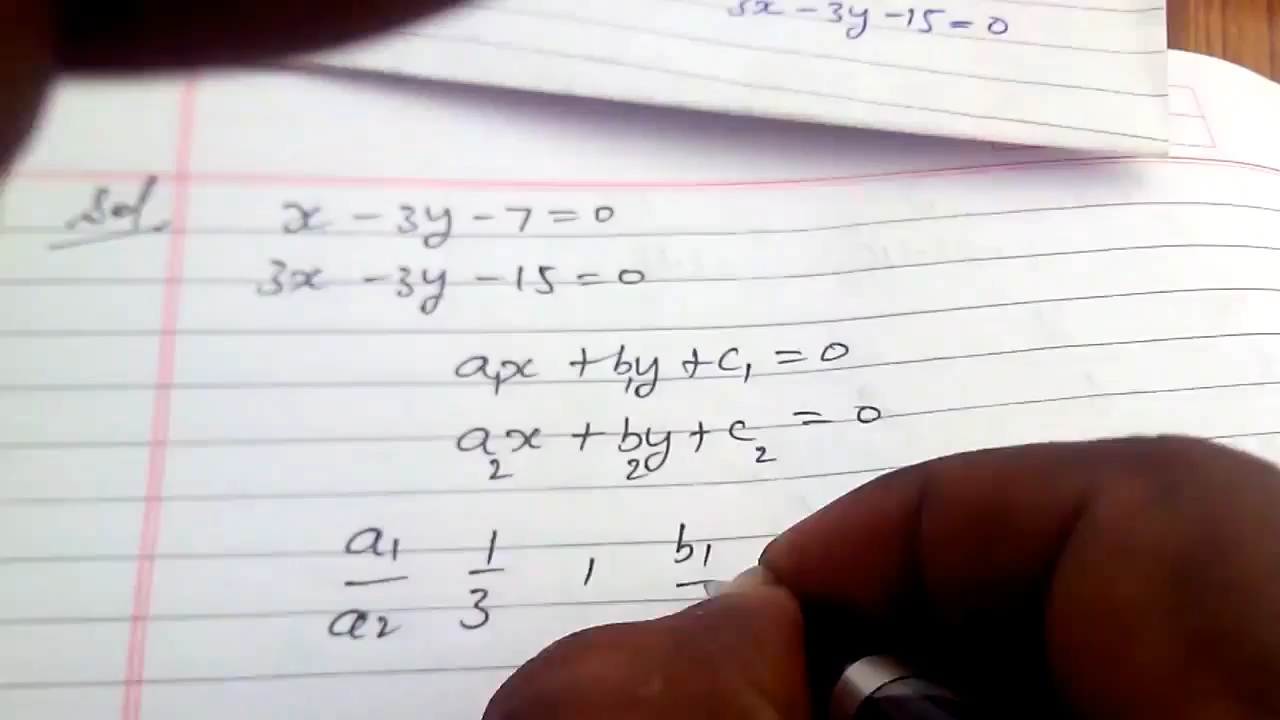 3x - 3y - 15 = 0
Sol.
x - 3y - 7 = 0
3x - 3y - 15 = 0
a₁x + b₁y + c₁ = 0
a₂x + b₂y + c₂ = 0
a₁/a₂ 1/3 , b₁/